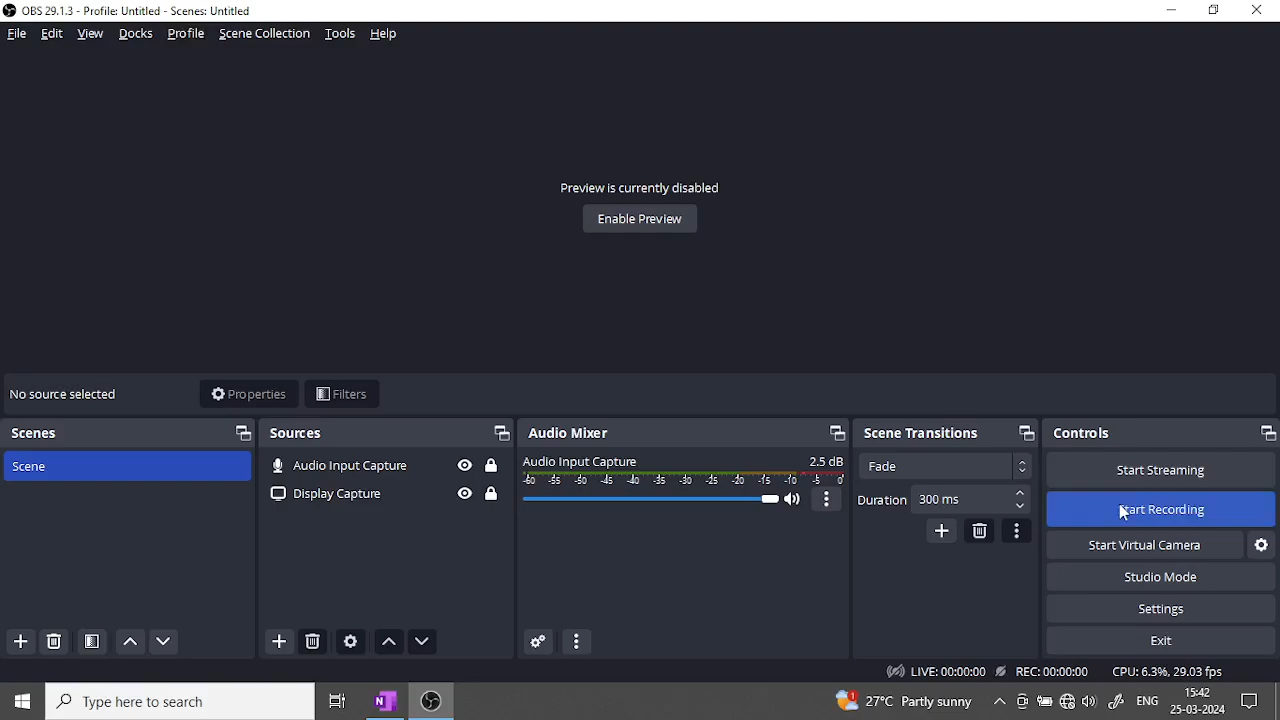 OBS 29.1.3 - Profile: Untitled - Scenes: Untitled
File Edit View Docks Profile Scene Collection Tools Help
Preview is currently disabled
Enable Preview
No source selected Properties Filters
Scenes
Scene
Sources
Audio Input Capture
Display Capture
Audio Mixer
Audio Input Capture 2.5 dB
-60 -55 -50 -45 -40 -35 -30 -25 -20 -15 -10 -5 0
Scene Transitions
Fade
Duration 300 ms
Controls
Start Streaming
Start Recording
Start Virtual Camera
Studio Mode
Settings
Exit
LIVE: 00:00:00 REC: 00:00:00 CPU: 6.3%, 29.03 fps
Type here to search
N
1
27°C Partly sunny
ENG
15:42
25-03-2024